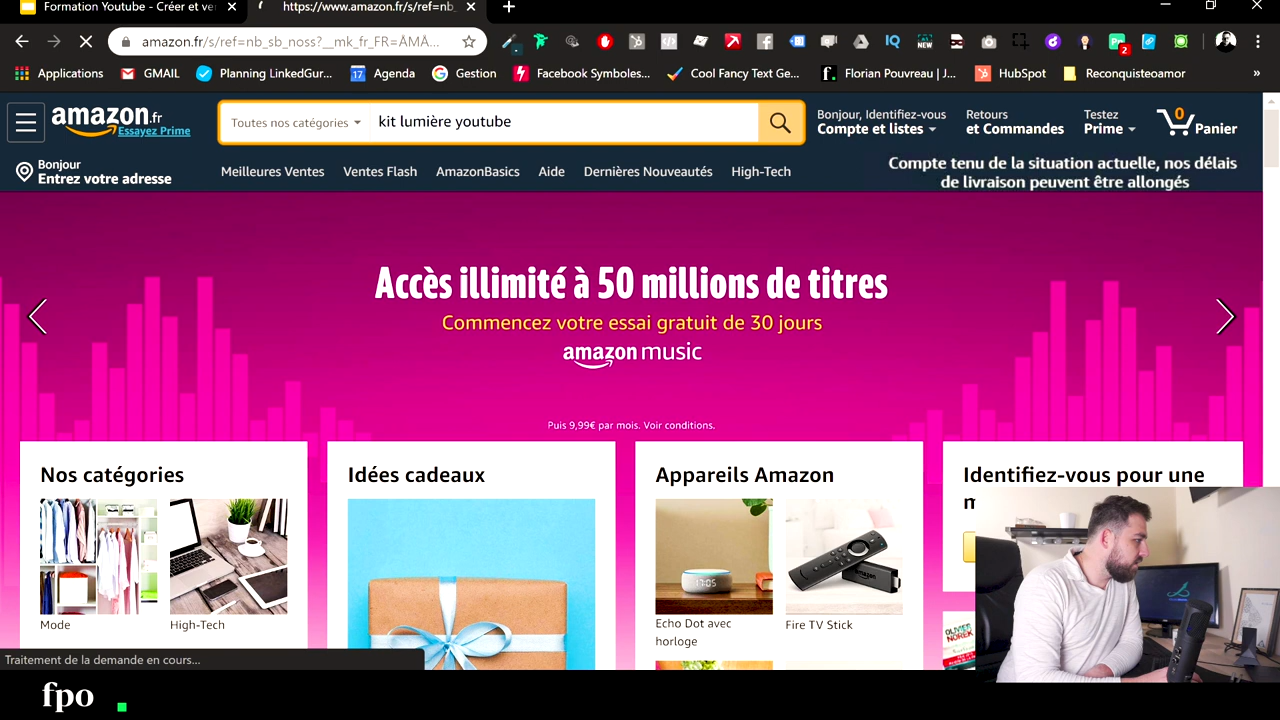 Formation Youtube - Créer et ve
https://www.amazon.fr/s/ref=nb_
amazon.fr/s/ref=nb_sb_noss?__mk_fr_FR=ÅMÅ...
Applications
GMAIL
Planning LinkedGur...
Agenda
Gestion
Facebook Symboles...
Cool Fancy Text Ge...
Florian Pouvreau | J...
HubSpot
Reconquisteoamor
»
amazon.fr
Essayez Prime
Toutes nos catégories
kit lumière youtube
Bonjour, Identifiez-vous
Compte et listes
Retours
et Commandes
Testez
Prime
0
Panier
Bonjour
Entrez votre adresse
Meilleures Ventes
Ventes Flash
AmazonBasics
Aide
Dernières Nouveautés
High-Tech
Compte tenu de la situation actuelle, nos délais
de livraison peuvent être allongés
Accès illimité à 50 millions de titres
Commencez votre essai gratuit de 30 jours
amazon music
Puis 9,99€ par mois. Voir conditions.
Nos catégories
Idées cadeaux
Appareils Amazon
Identifiez-vous pour une
Mode
High-Tech
17:05
Echo Dot avec
horloge
Fire TV Stick
OLIVIER
NOREK
Traitement de la demande en cours...
fpo